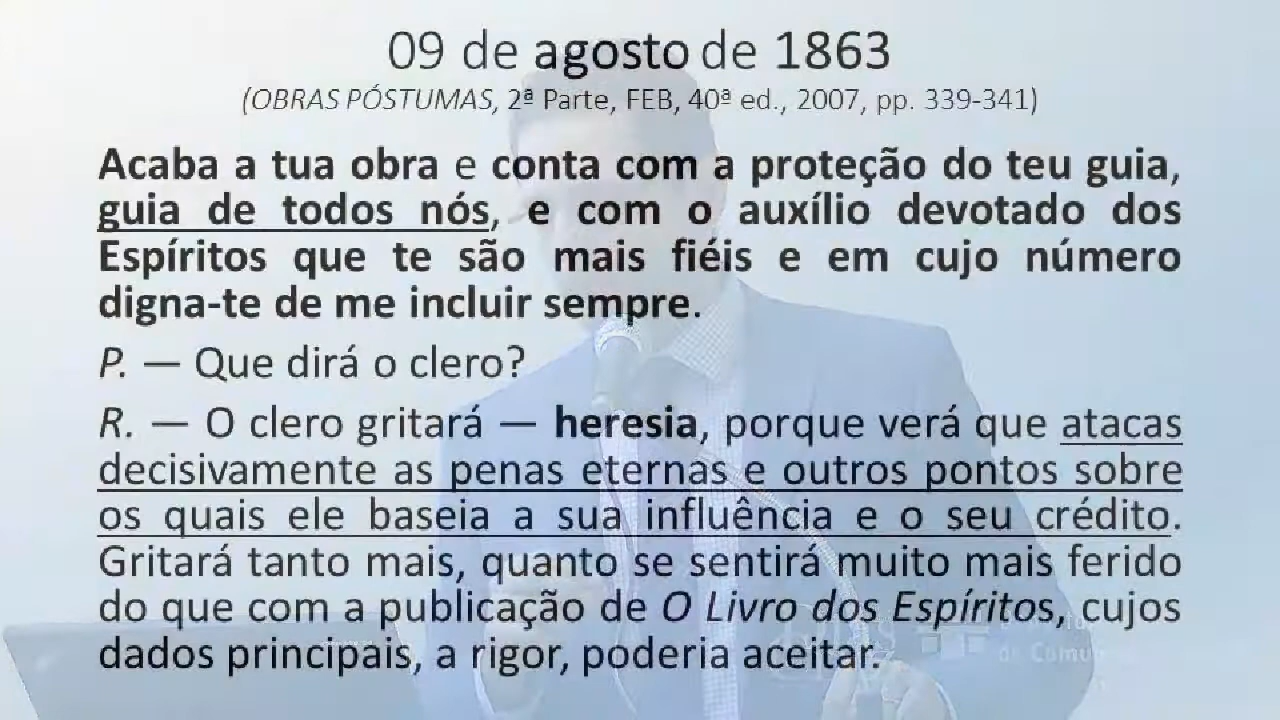 09 de agosto de 1863
(OBRAS PÓSTUMAS, 2ª Parte, FEB, 40ª ed., 2007, pp. 339-341)
Acaba a tua obra e conta com a proteção do teu guia,
guia de todos nós, e com o auxílio devotado dos
Espíritos que te são mais fiéis e em cujo número
digna-te de me incluir sempre.
P. — Que dirá o clero?
R. — O clero gritará — heresia, porque verá que atacas
decisivamente as penas eternas e outros pontos sobre
os quais ele baseia a sua influência e o seu crédito.
Gritará tanto mais, quanto se sentirá muito mais ferido
do que com a publicação de O Livro dos Espíritos, cujos
dados principais, a rigor, poderia aceitar.